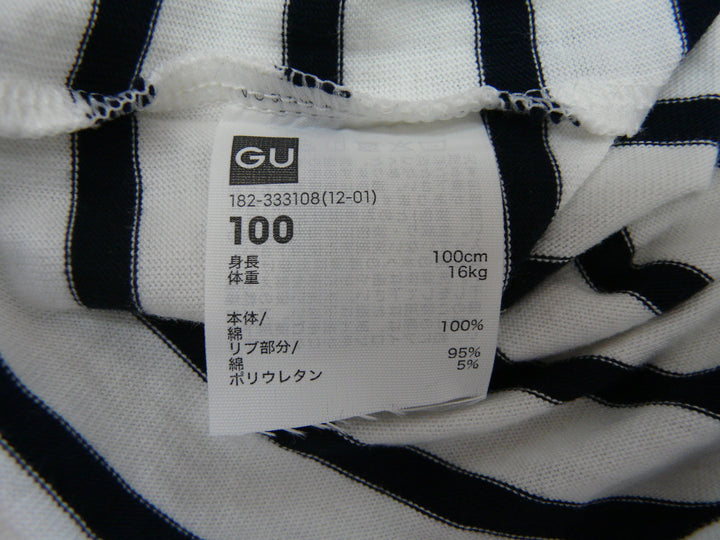 GU
182-333108(12-01)
100
身長 100cm
体重 16kg
本体/
綿 100%
リブ部分/
綿 95%
ポリウレタン 5%